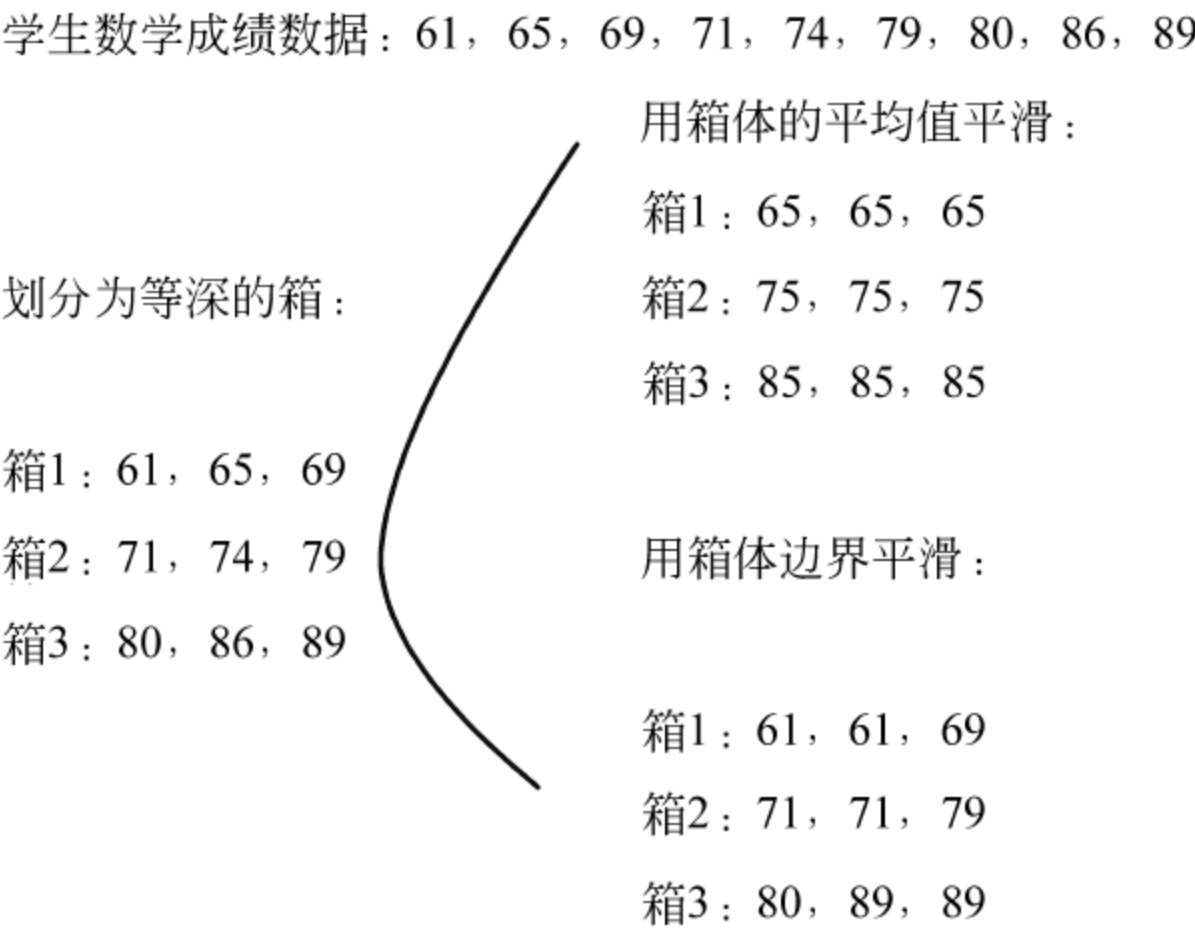 学生数学成绩数据：61，65，69，71，74，79，80，86，89
划分为等深的箱：
箱1：61，65，69
箱2：71，74，79
箱3：80，86，89
用箱体的平均值平滑：
箱1：65，65，65
箱2：75，75，75
箱3：85，85，85
用箱体边界平滑：
箱1：61，61，69
箱2：71，71，79
箱3：80，89，89